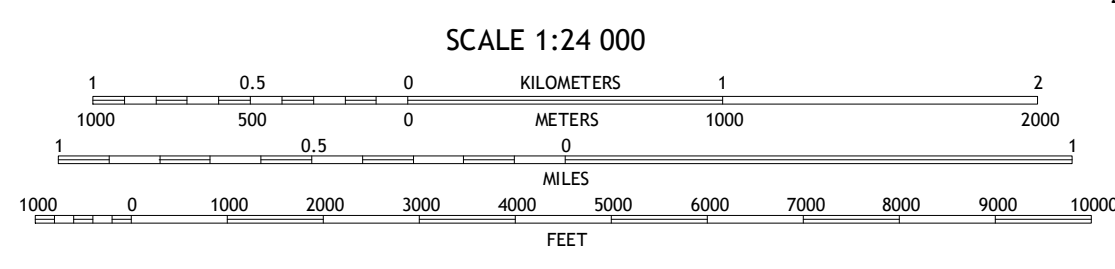 SCALE 1:24 000
1 0.5 0 KILOMETERS 1 2
1000 500 0 METERS 1000 2000
1 0.5 0 1
MILES
1000 0 1000 2000 3000 4000 5000 6000 7000 8000 9000 10000
FEET